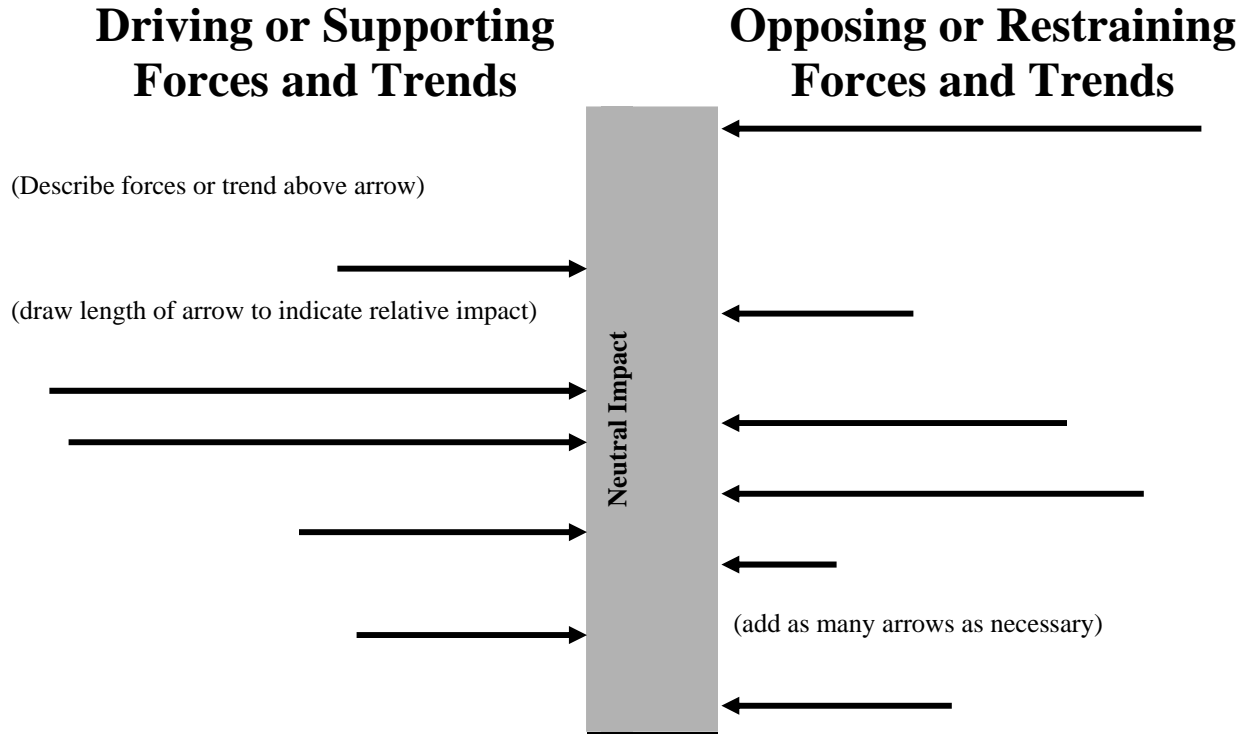 Driving or Supporting
Forces and Trends
Opposing or Restraining
Forces and Trends
(Describe forces or trend above arrow)
(draw length of arrow to indicate relative impact)
Neutral Impact
(add as many arrows as necessary)